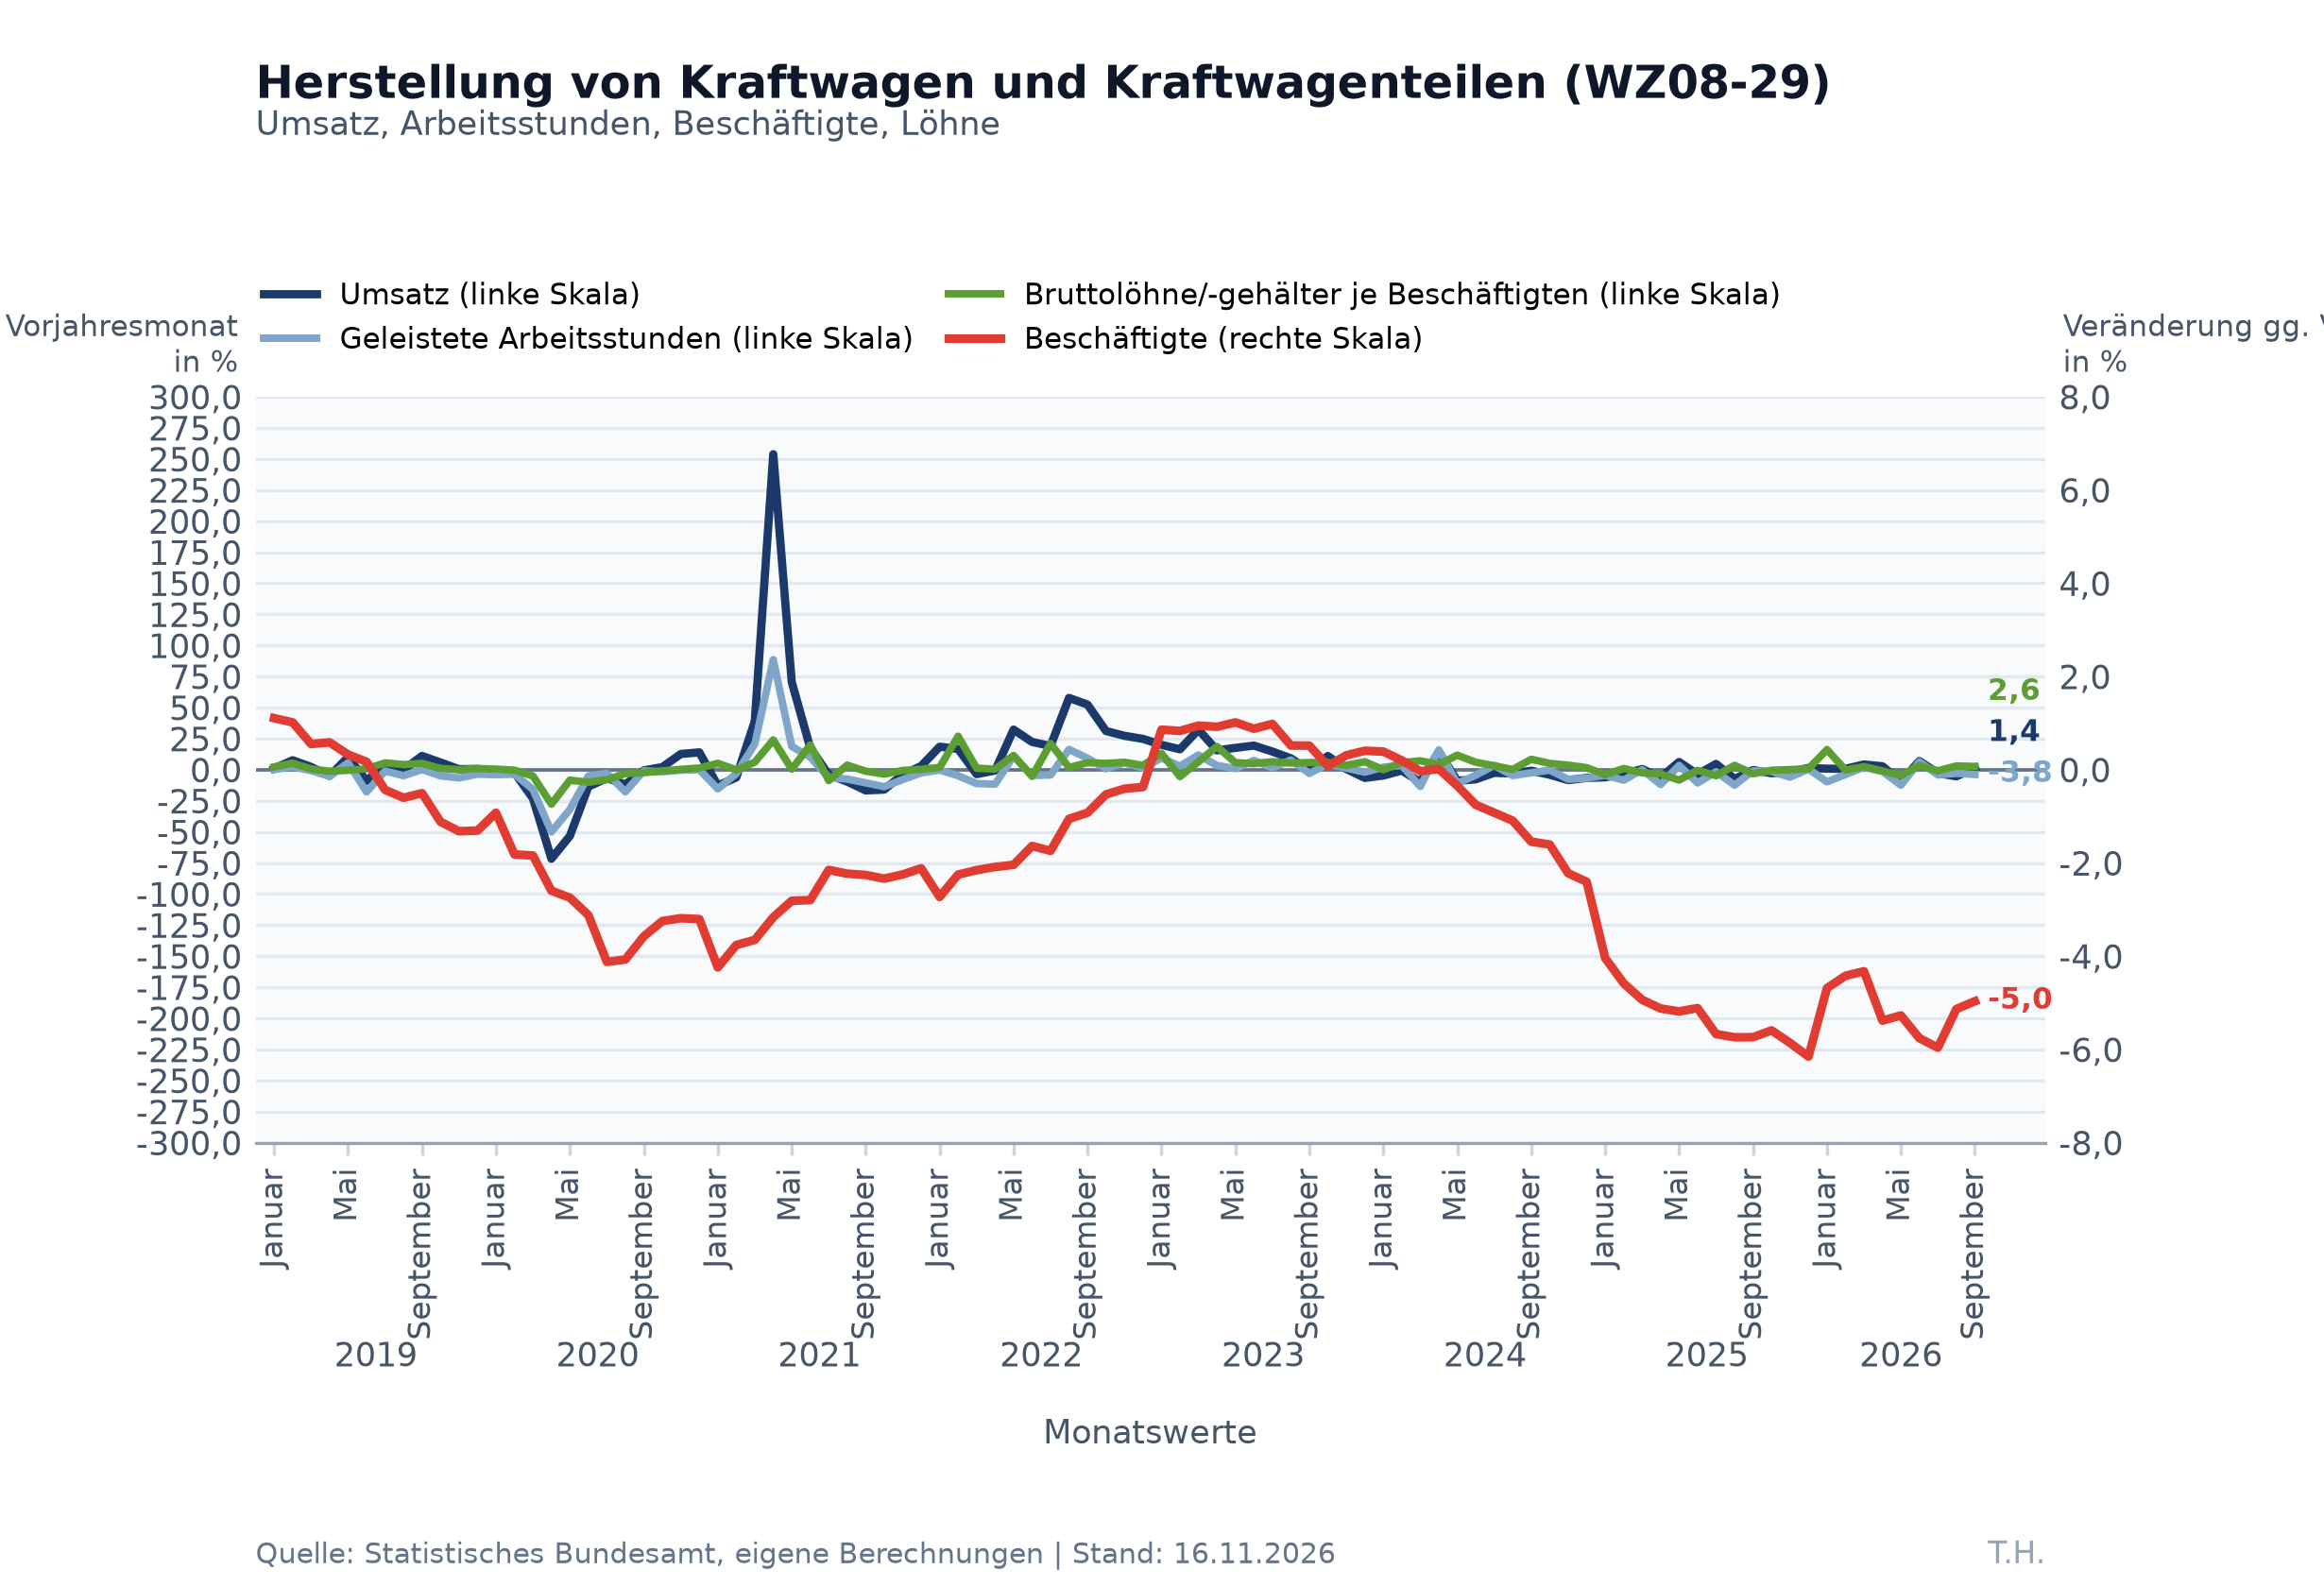 Herstellung von Kraftwagen und Kraftwagenteilen (WZ08-29)
Umsatz, Arbeitsstunden, Beschäftigte, Löhne
Umsatz (linke Skala)
Geleistete Arbeitsstunden (linke Skala)
Bruttolöhne/-gehälter je Beschäftigten (linke Skala)
Beschäftigte (rechte Skala)
Vorjahresmonat
in %
Veränderung gg.
in %
300,0
275,0
250,0
225,0
200,0
175,0
150,0
125,0
100,0
75,0
50,0
25,0
0,0
-25,0
-50,0
-75,0
-100,0
-125,0
-150,0
-175,0
-200,0
-225,0
-250,0
-275,0
-300,0
8,0
6,0
4,0
2,0
0,0
-2,0
-4,0
-6,0
-8,0
2,6
1,4
-3,8
-5,0
Januar
Mai
September
Januar
Mai
September
Januar
Mai
September
Januar
Mai
September
Januar
Mai
September
Januar
Mai
September
Januar
Mai
September
Januar
Mai
September
2019
2020
2021
2022
2023
2024
2025
2026
Monatswerte
Quelle: Statistisches Bundesamt, eigene Berechnungen | Stand: 16.11.2026
T.H.